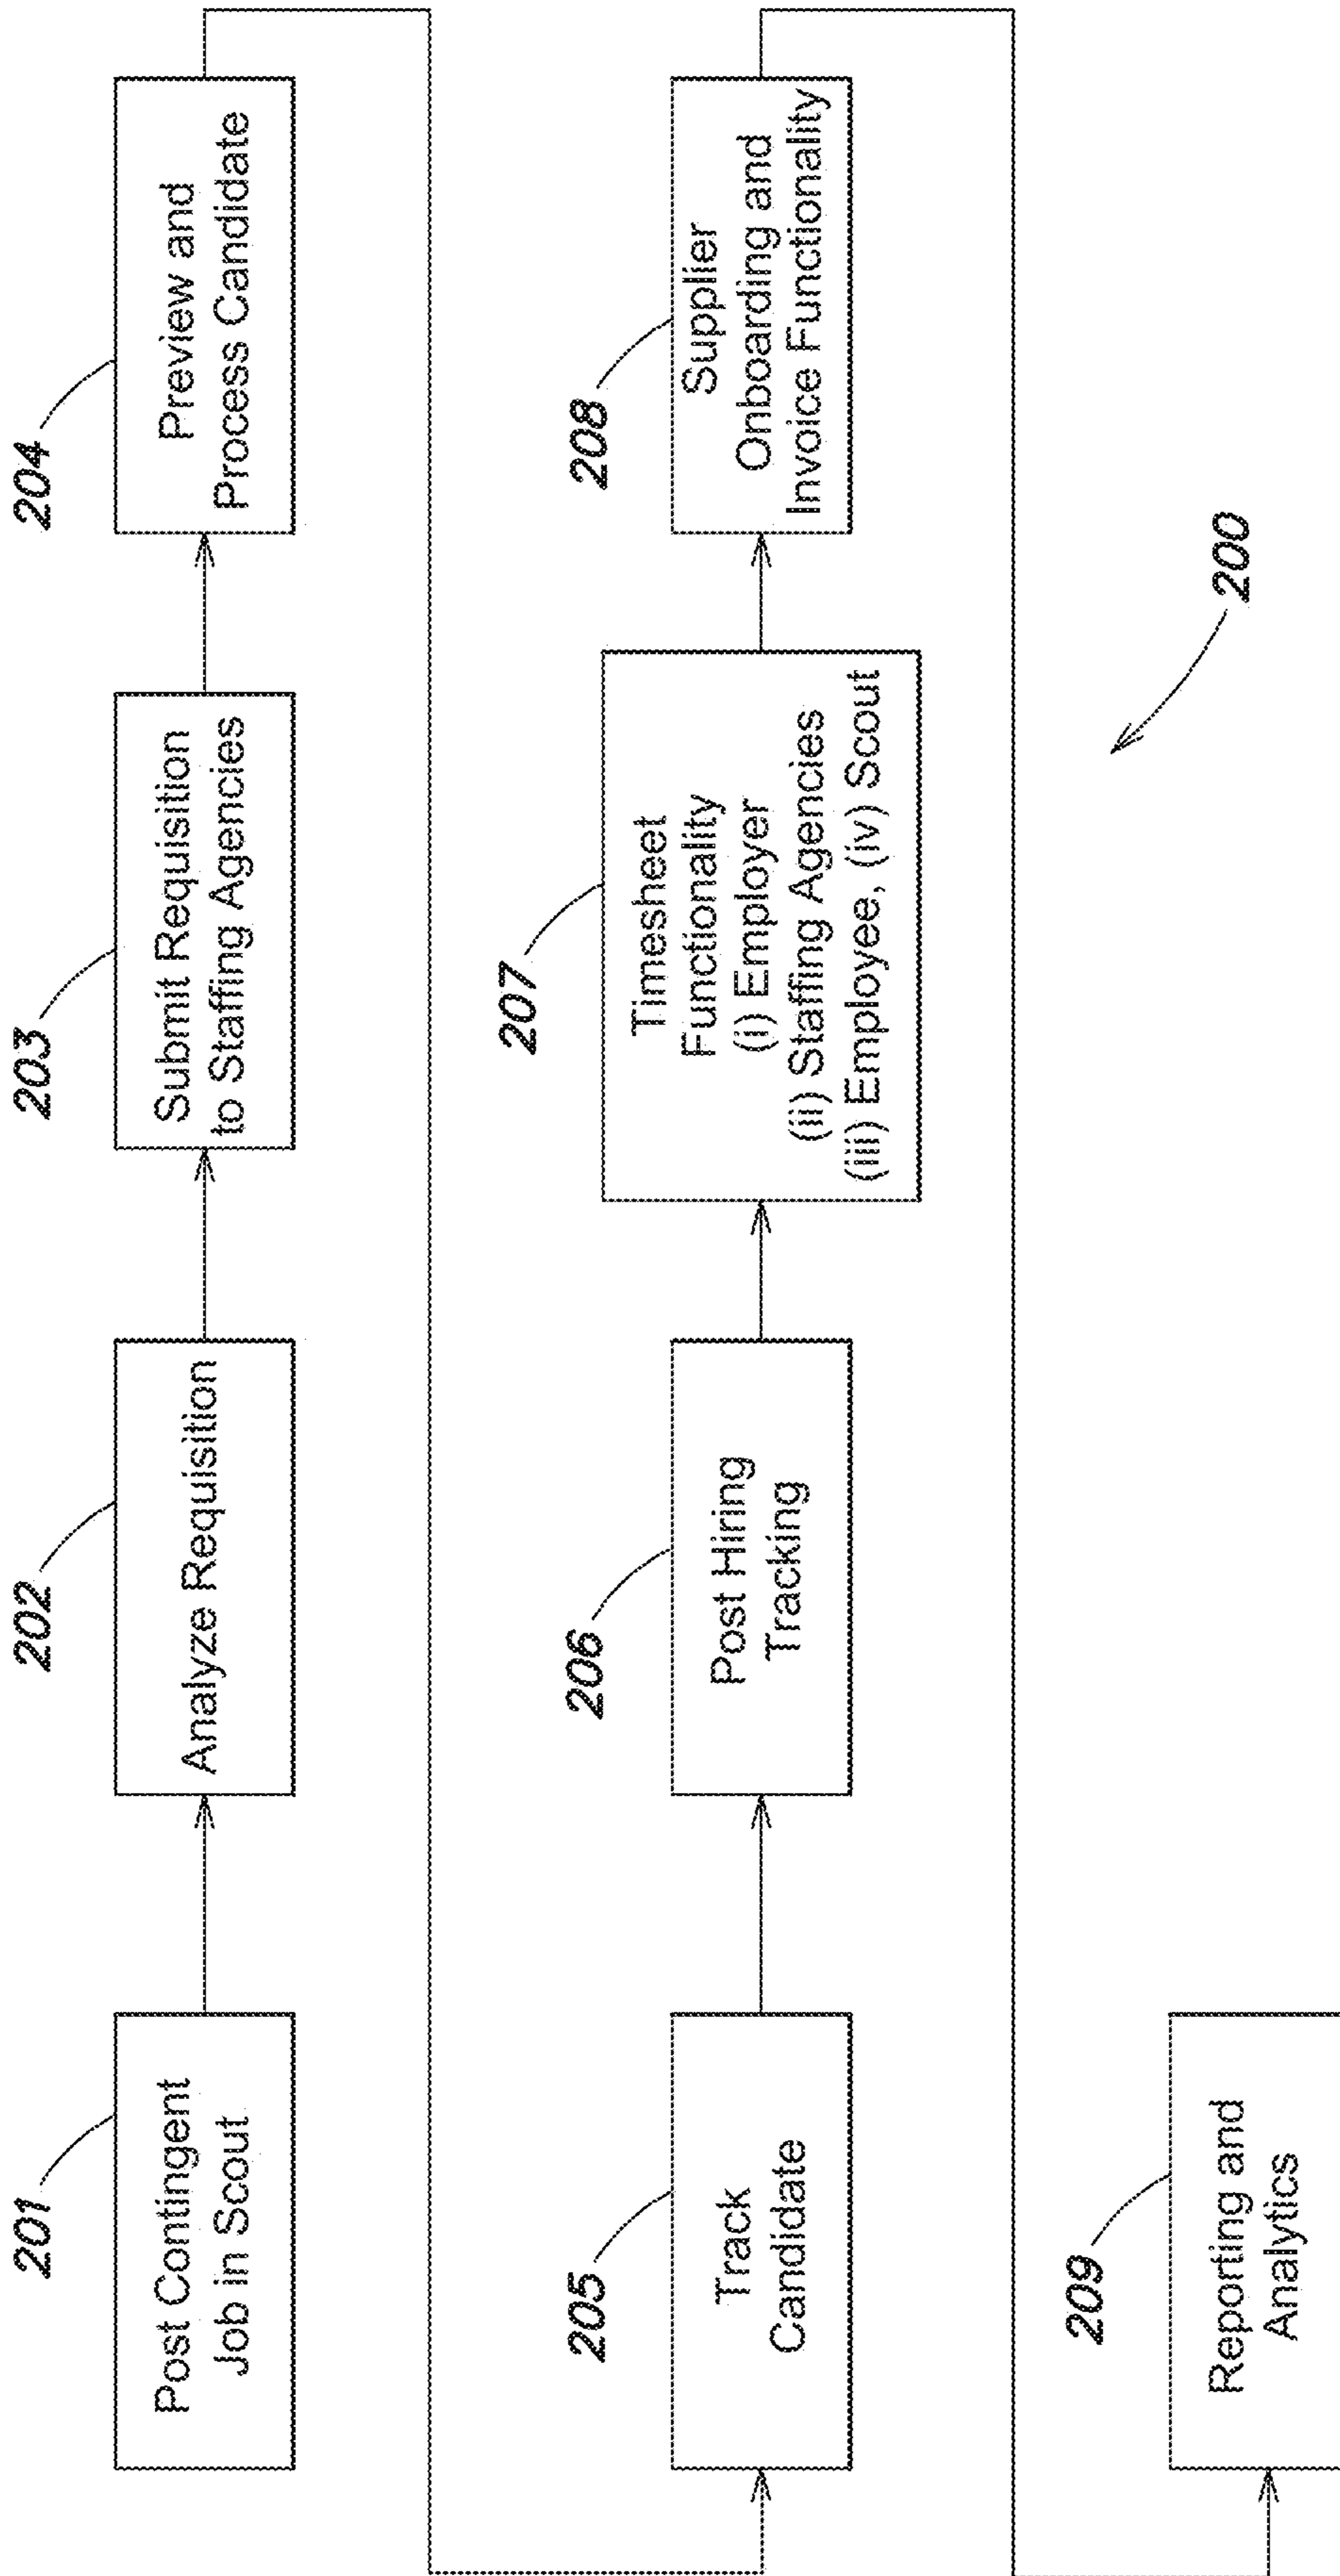 201
Post Contingent
Job in Scout
202
Analyze Requisition
203
Submit Requisition
to Staffing Agencies
204
Preview and
Process Candidate
205
Track
Candidate
206
Post Hiring
Tracking
207
Timesheet
Functionality
(i) Employer
(ii) Staffing Agencies
(iii) Employee, (iv) Scout
208
Supplier
Onboarding and
Invoice Functionality
209
Reporting and
Analytics
200